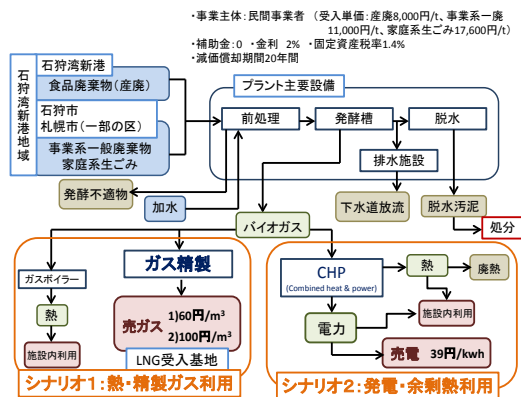 ・事業主体：民間事業者　（受入単価：産廃8,000円/t、事業系一廃
11,000円/t、家庭系生ごみ17,600円/t）
・補助金：0　・金利　2%　・固定資産税率1.4%
・減価償却期間20年間
石狩湾新港地域
石狩湾新港
食品廃棄物（産廃）
石狩市
札幌市（一部の区）
事業系一般廃棄物
家庭系生ごみ
プラント主要設備
前処理
発酵槽
脱水
排水施設
発酵不適物
加水
バイオガス
下水道放流
脱水汚泥
処分
ガスボイラー
熱
施設内利用
ガス精製
売ガス
1)60円/m³
2)100円/m³
LNG受入基地
シナリオ1：熱・精製ガス利用
CHP
(Combined heat & power)
熱
廃熱
施設内利用
電力
売電　39円/kwh
シナリオ2：発電・余剰熱利用